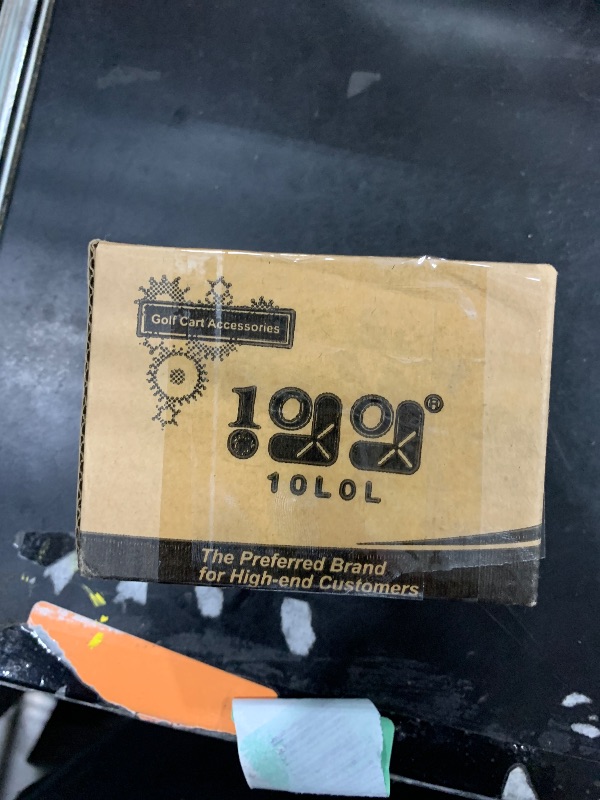 Golf Cart Accessories
®
10L0L
The Preferred Brand
for High-end Customers